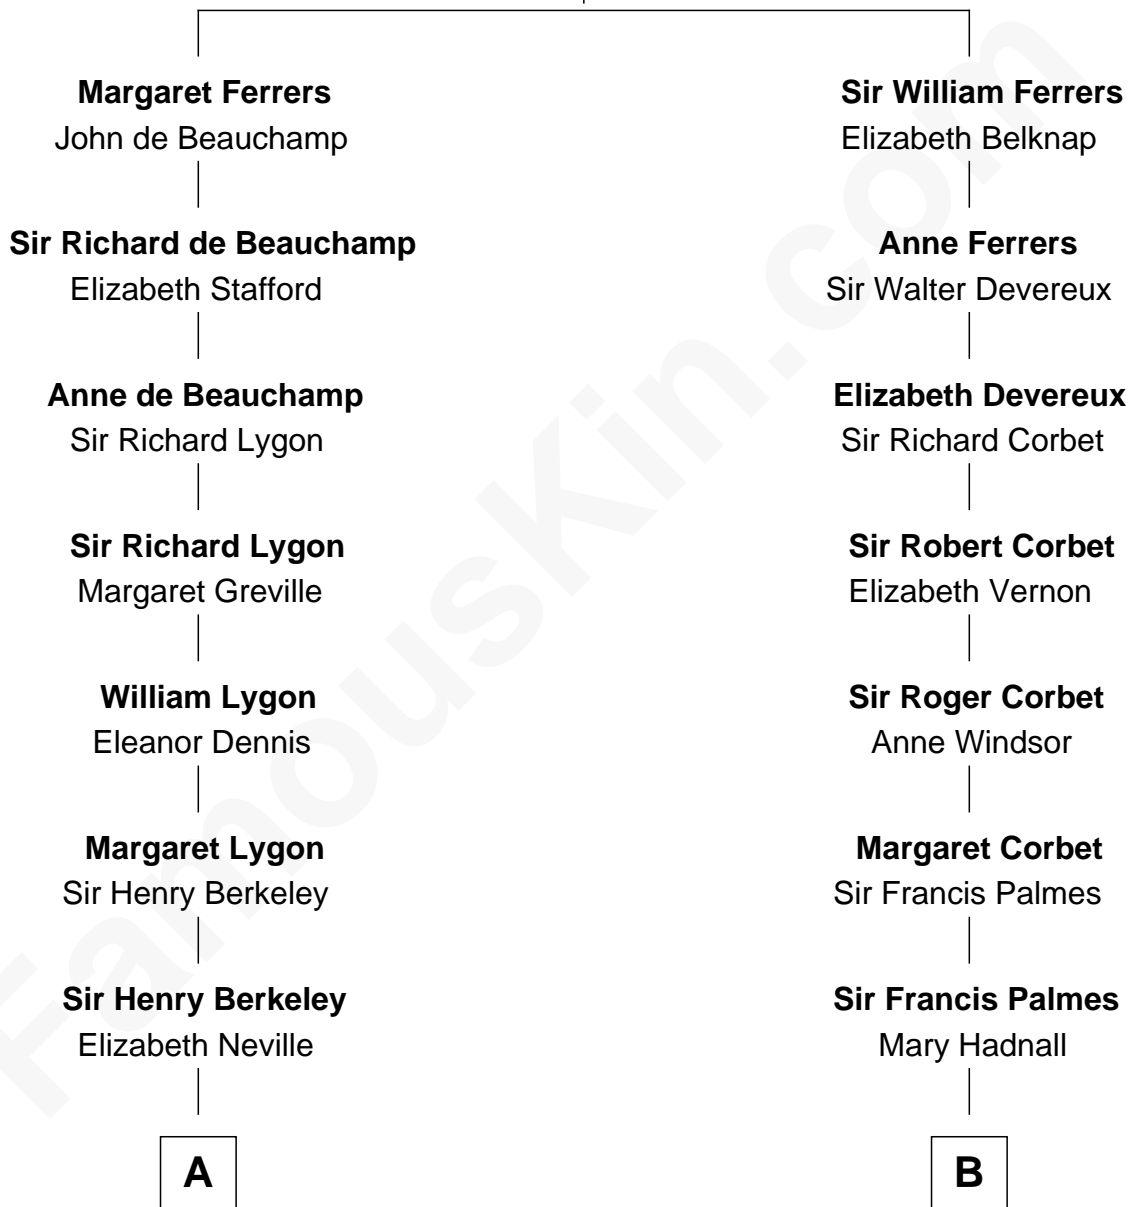 Margaret Ferrers
John de Beauchamp
Sir Richard de Beauchamp
Elizabeth Stafford
Anne de Beauchamp
Sir Richard Lygon
Sir Richard Lygon
Margaret Greville
William Lygon
Eleanor Dennis
Margaret Lygon
Sir Henry Berkeley
Sir Henry Berkeley
Elizabeth Neville
A
Sir William Ferrers
Elizabeth Belknap
Anne Ferrers
Sir Walter Devereux
Elizabeth Devereux
Sir Richard Corbet
Sir Robert Corbet
Elizabeth Vernon
Sir Roger Corbet
Anne Windsor
Margaret Corbet
Sir Francis Palmes
Sir Francis Palmes
Mary Hadnall
B
FamousKin.com